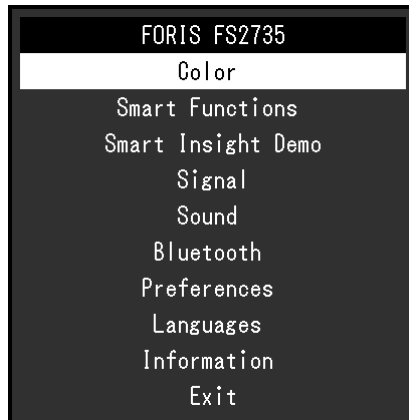 FORIS FS2735
Color
Smart Functions
Smart Insight Demo
Signal
Sound
Bluetooth
Preferences
Languages
Information
Exit